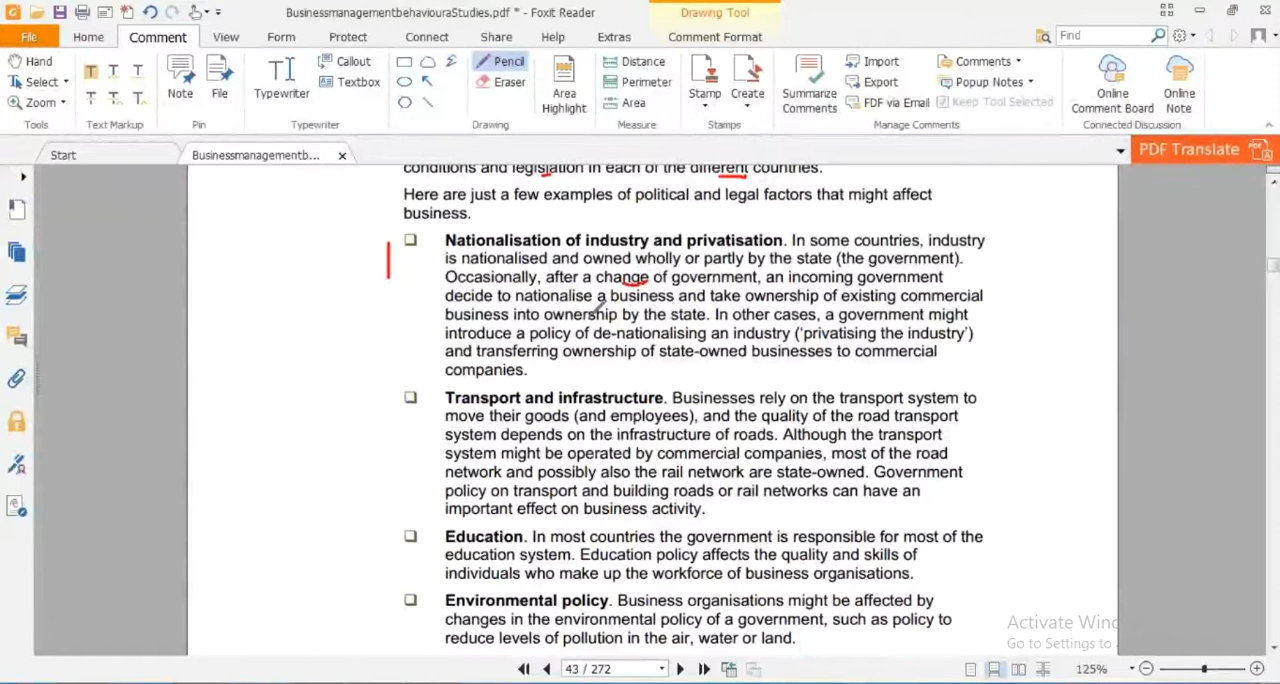 BusinessmanagementbehaviouraStudies.pdf * - Foxit Reader
Drawing Tool
File Home Comment View Form Protect Connect Share Help Extras Comment Format Find
Hand
Select
Zoom
Tools
Text Markup
Note
File
Pin
Typewriter
Callout
Textbox
Typewriter
Pencil
Eraser
Drawing
Area
Highlight
Distance
Perimeter
Area
Measure
Stamp
Create
Stamps
Summarize
Comments
Import
Export
FDF via Email
Comments
Popup Notes
Keep Tool Selected
Manage Comments
Online
Comment Board
Online
Note
Connected Discussion
Start
Businessmanagementb...
PDF Translate
conditions and legislation in each of the different countries.
Here are just a few examples of political and legal factors that might affect
business.
Nationalisation of industry and privatisation. In some countries, industry
is nationalised and owned wholly or partly by the state (the government).
Occasionally, after a change of government, an incoming government
decide to nationalise a business and take ownership of existing commercial
business into ownership by the state. In other cases, a government might
introduce a policy of de-nationalising an industry (‘privatising the industry’)
and transferring ownership of state-owned businesses to commercial
companies.
Transport and infrastructure. Businesses rely on the transport system to
move their goods (and employees), and the quality of the road transport
system depends on the infrastructure of roads. Although the transport
system might be operated by commercial companies, most of the road
network and possibly also the rail network are state-owned. Government
policy on transport and building roads or rail networks can have an
important effect on business activity.
Education. In most countries the government is responsible for most of the
education system. Education policy affects the quality and skills of
individuals who make up the workforce of business organisations.
Environmental policy. Business organisations might be affected by
changes in the environmental policy of a government, such as policy to
reduce levels of pollution in the air, water or land.
Activate Winc
Go to Settings to
43 / 272
125%